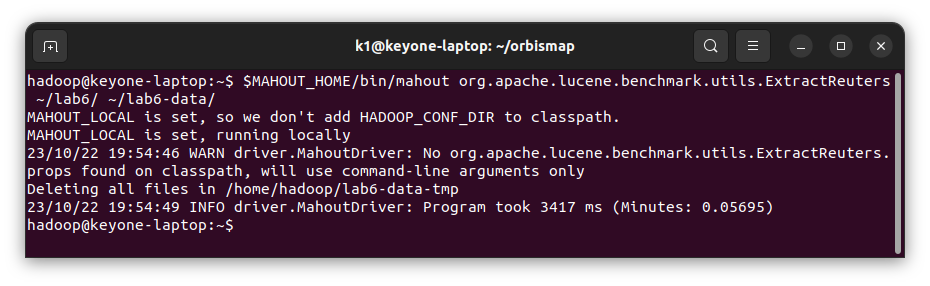 k1@keyone-laptop: ~/orbismap
hadoop@keyone-laptop:~$ $MAHOUT_HOME/bin/mahout org.apache.lucene.benchmark.utils.ExtractReuters
 ~/lab6/ ~/lab6-data/
MAHOUT_LOCAL is set, so we don't add HADOOP_CONF_DIR to classpath.
MAHOUT_LOCAL is set, running locally
23/10/22 19:54:46 WARN driver.MahoutDriver: No org.apache.lucene.benchmark.utils.ExtractReuters.
props found on classpath, will use command-line arguments only
Deleting all files in /home/hadoop/lab6-data-tmp
23/10/22 19:54:49 INFO driver.MahoutDriver: Program took 3417 ms (Minutes: 0.05695)
hadoop@keyone-laptop:~$